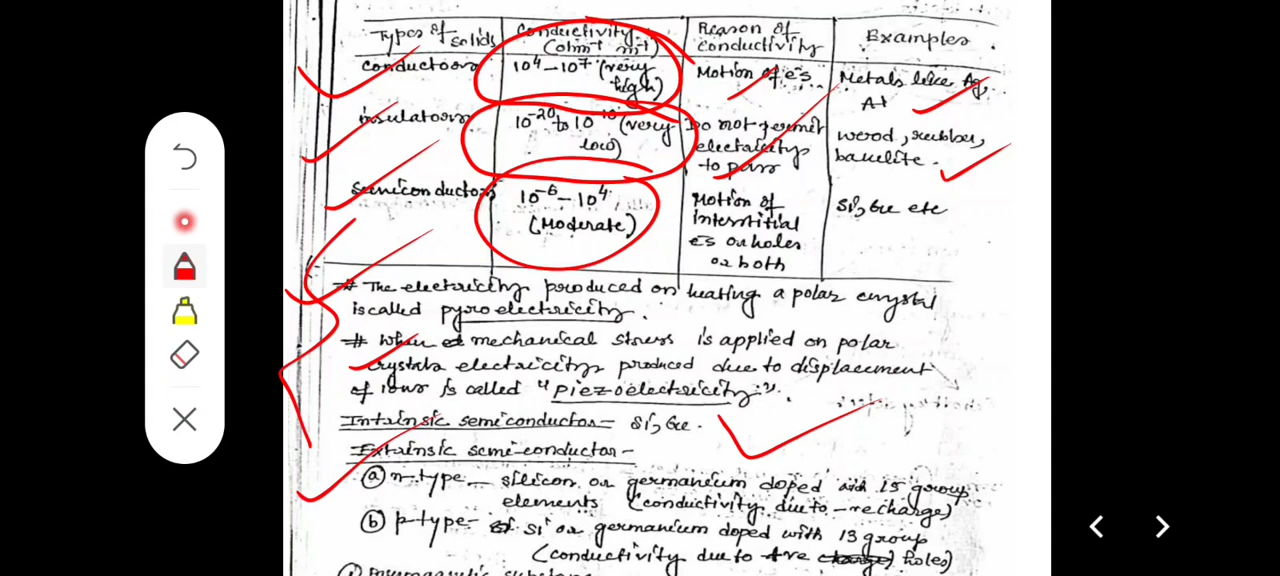 Types of solids
Conductivity (ohm⁻¹ m⁻¹)
Reason of conductivity
Examples
Conductors
10⁴ – 10⁷ (very high)
Motion of e⁻s
Metals like Ag, Al
insulators
10⁻²⁰ to 10⁻¹⁰ (very low)
Do not permit electricity to pass
wood, rubber, bakelite.
semiconductors
10⁻⁶ – 10⁴ (Moderate)
Motion of interstitial e⁻s or holes or both
Si, Ge etc
# The electricity produced on heating a polar crystal
is called pyroelectricity.
# When mechanical stress is applied on polar
crystals electricity produced due to displacement
of ions is called "Piezoelectricity".
Intrinsic semiconductor – Si, Ge.
Extrinsic semi-conductor –
(a) n-type – silicon or germanium doped with 15 group
elements (conductivity due to –ve charge)
(b) p-type – Si or germanium doped with 13 group
(conductivity due to +ve holes)